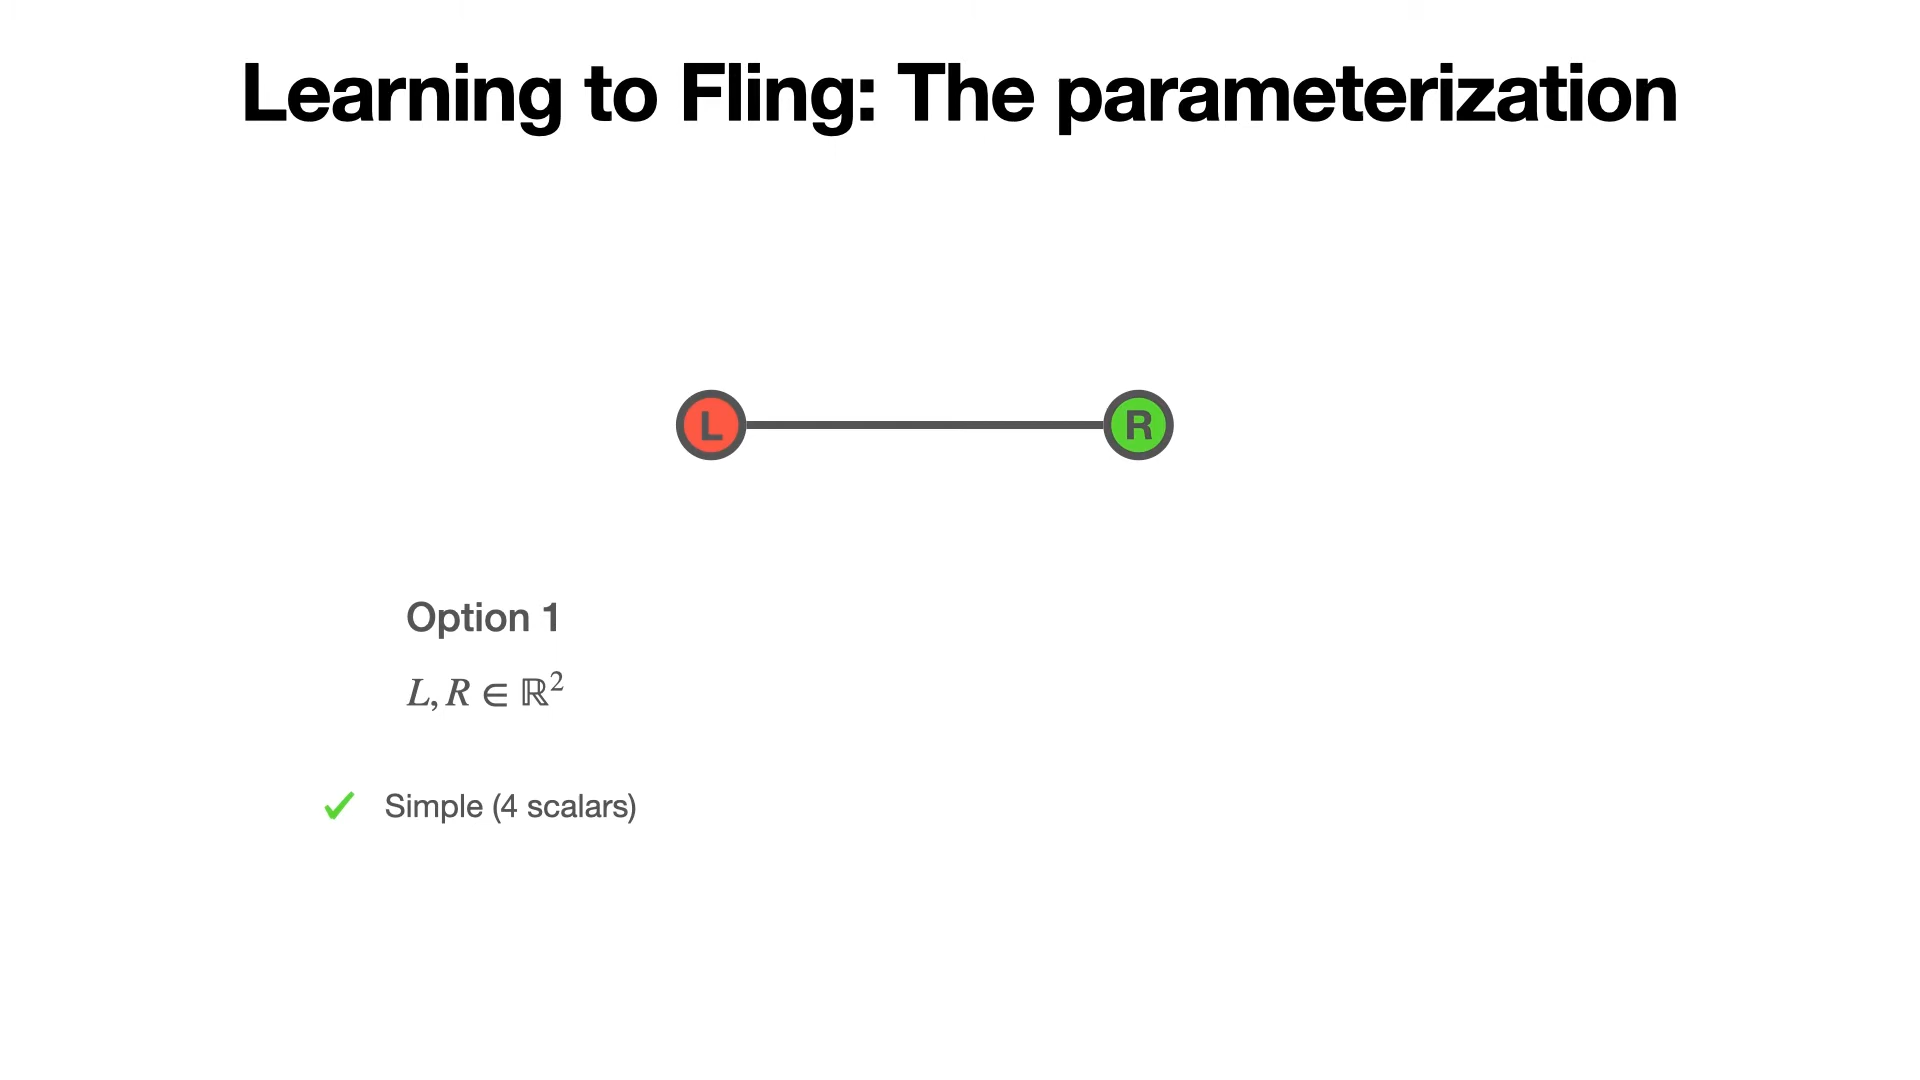 Learning to Fling: The parameterization
L R
Option 1
L, R ∈ ℝ²
✓ Simple (4 scalars)